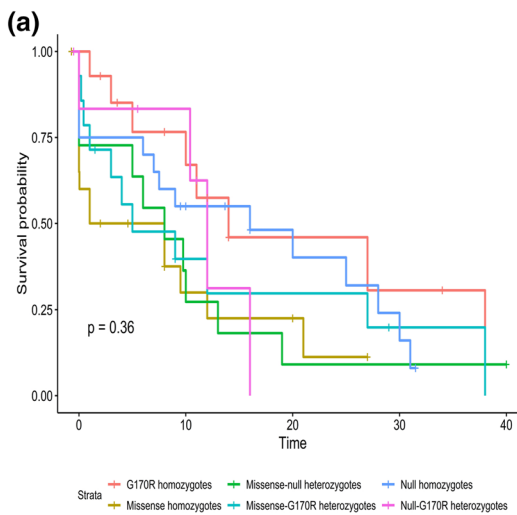 (a)
1.00
0.75
0.50
0.25
0.00
Survival probability
p = 0.36
0 10 20 30 40
Time
Strata
G170R homozygotes Missense-null heterozygotes Null homozygotes
Missense homozygotes Missense-G170R heterozygotes Null-G170R heterozygotes